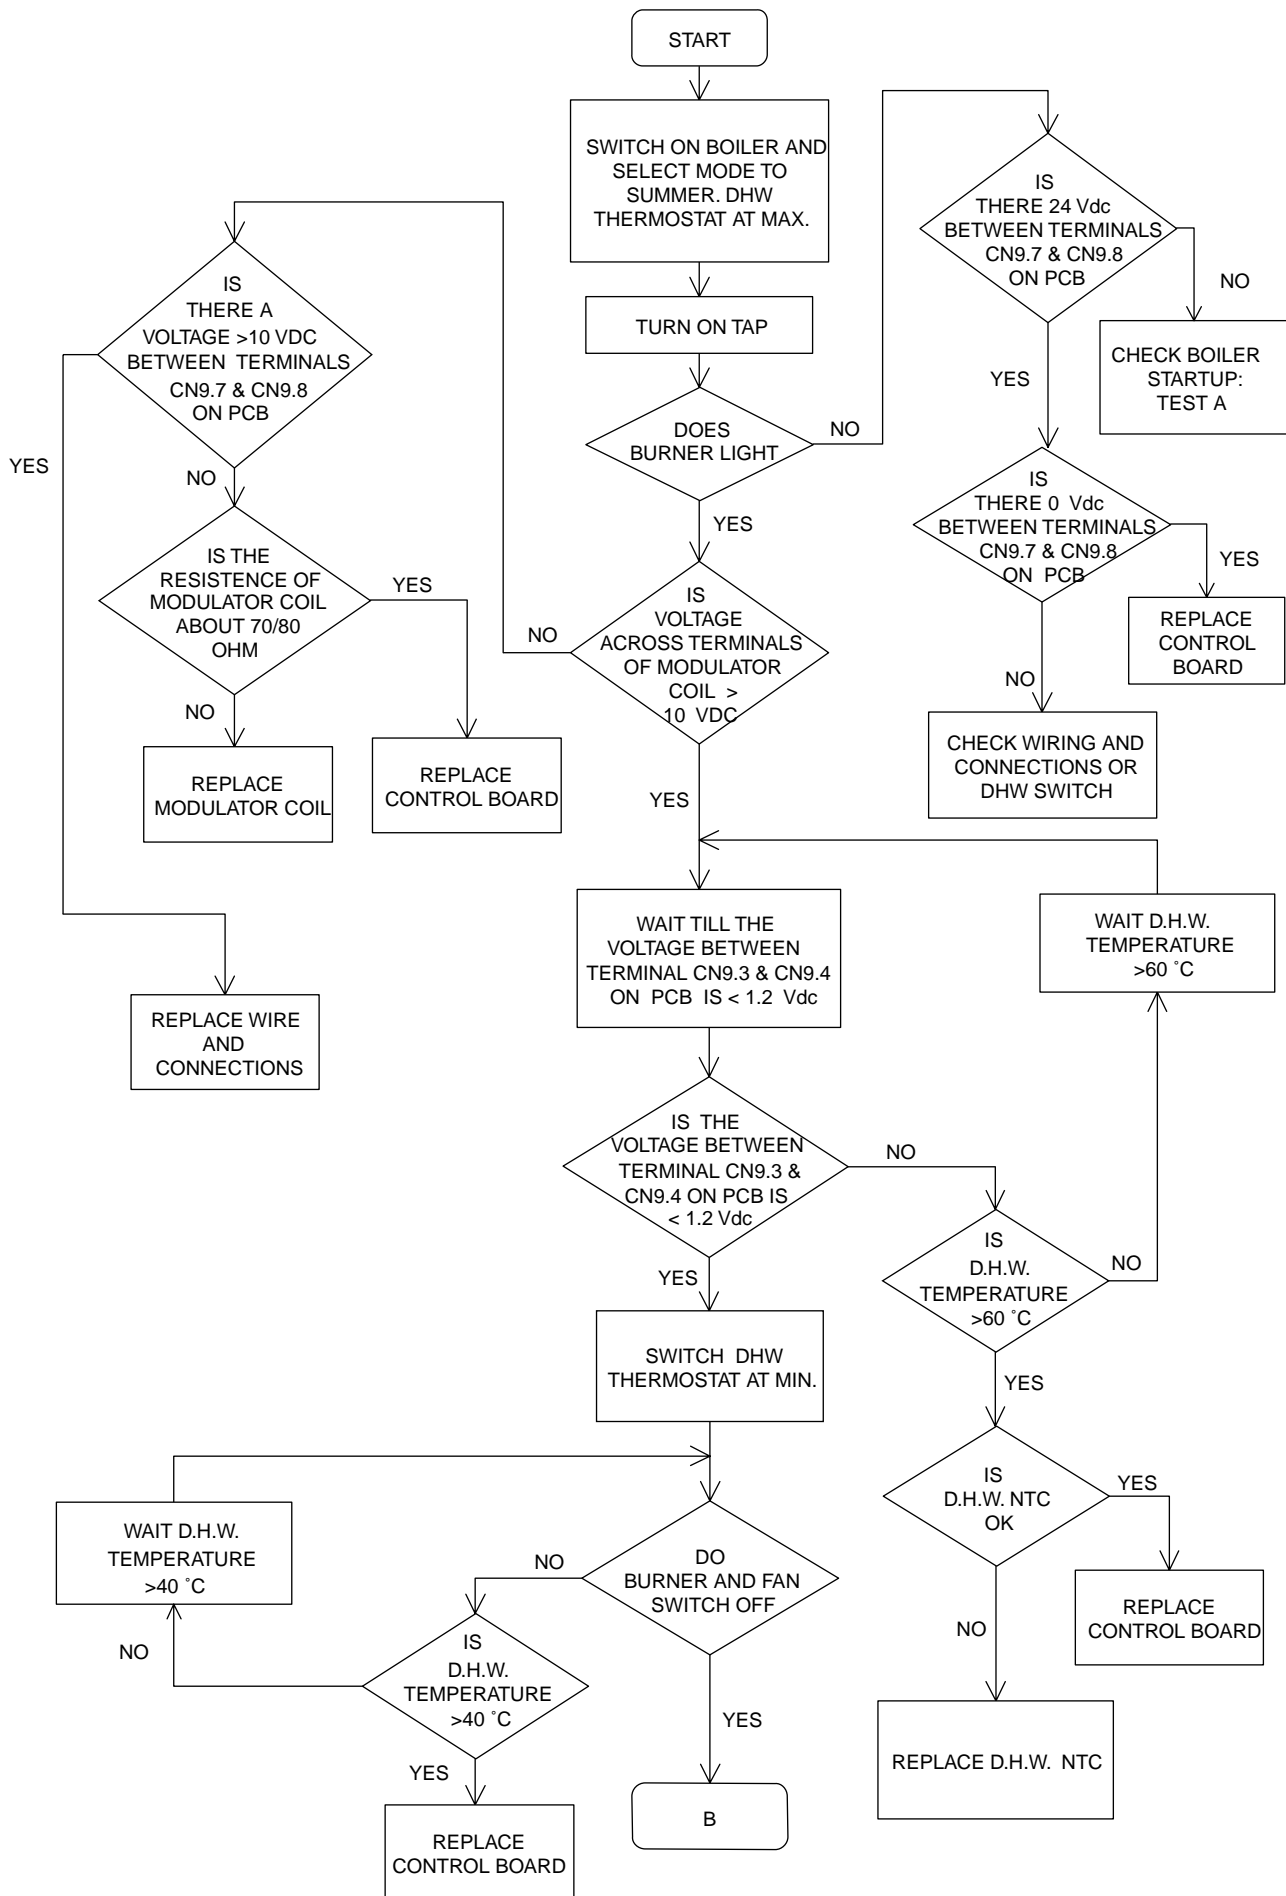 START
SWITCH ON BOILER AND
SELECT MODE TO
SUMMER. DHW
THERMOSTAT AT MAX.
TURN ON TAP
DOES
BURNER LIGHT
NO
YES
IS
THERE 24 Vdc
BETWEEN TERMINALS
CN9.7 & CN9.8
ON PCB
NO
CHECK BOILER
STARTUP:
TEST A
YES
IS
THERE 0 Vdc
BETWEEN TERMINALS
CN9.7 & CN9.8
ON PCB
YES
REPLACE
CONTROL
BOARD
NO
CHECK WIRING AND
CONNECTIONS OR
DHW SWITCH
IS
VOLTAGE
ACROSS TERMINALS
OF MODULATOR
COIL >
10 VDC
NO
YES
IS
THERE A
VOLTAGE >10 VDC
BETWEEN TERMINALS
CN9.7 & CN9.8
ON PCB
YES
NO
IS THE
RESISTENCE OF
MODULATOR COIL
ABOUT 70/80
OHM
YES
NO
REPLACE
MODULATOR COIL
REPLACE
CONTROL BOARD
REPLACE WIRE
AND
CONNECTIONS
WAIT TILL THE
VOLTAGE BETWEEN
TERMINAL CN9.3 & CN9.4
ON PCB IS < 1.2 Vdc
WAIT D.H.W.
TEMPERATURE
>60 ˚C
IS THE
VOLTAGE BETWEEN
TERMINAL CN9.3 &
CN9.4 ON PCB IS
< 1.2 Vdc
NO
YES
IS
D.H.W.
TEMPERATURE
>60 ˚C
NO
YES
SWITCH DHW
THERMOSTAT AT MIN.
IS
D.H.W. NTC
OK
YES
NO
REPLACE
CONTROL BOARD
REPLACE D.H.W. NTC
WAIT D.H.W.
TEMPERATURE
>40 ˚C
DO
BURNER AND FAN
SWITCH OFF
NO
YES
IS
D.H.W.
TEMPERATURE
>40 ˚C
NO
YES
REPLACE
CONTROL BOARD
B